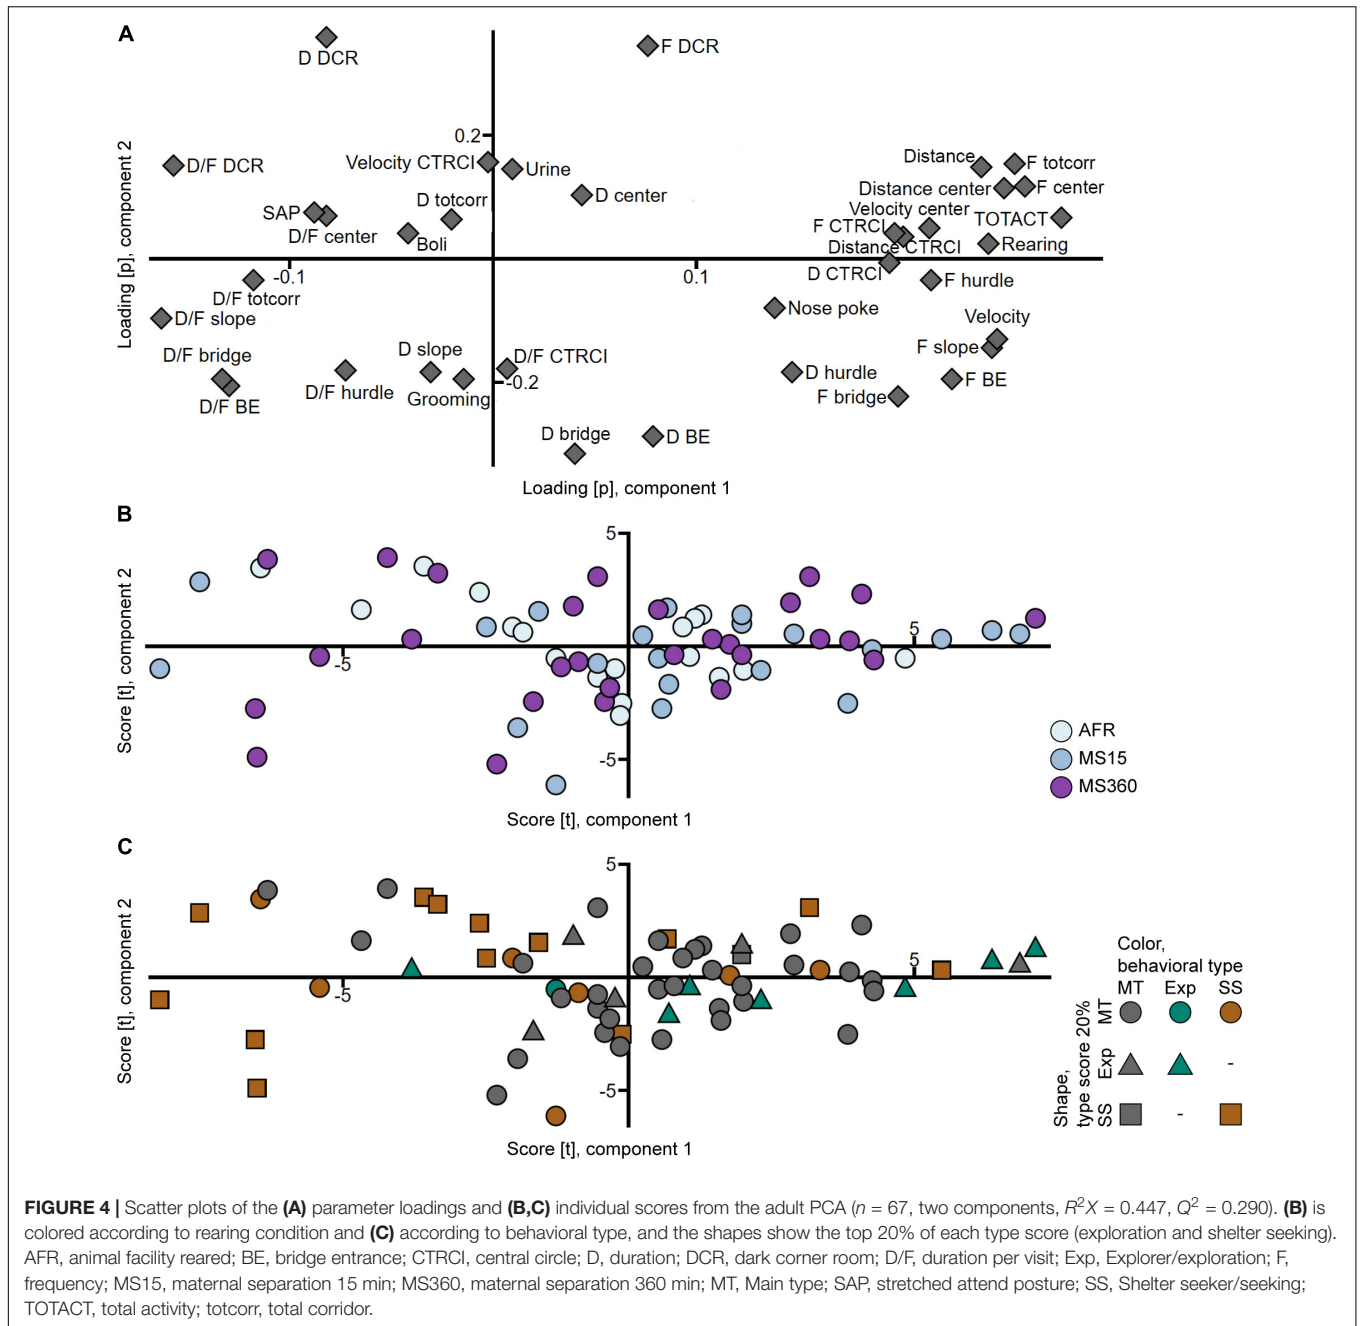 A
D DCR
F DCR
0.2
Velocity CTRCI
Urine
D/F DCR
Distance
F totcorr
Distance center
F center
D totcorr
D center
SAP
D/F center
Boli
Velocity center
TOTACT
F CTRCI
Distance CTRCI
Rearing
-0.1
0.1
D CTRCI
F hurdle
D/F totcorr
D/F slope
Nose poke
Velocity
F slope
D/F bridge
D slope
D/F CTRCI
D/F hurdle
Grooming
-0.2
D hurdle
F BE
F bridge
D/F BE
D bridge
D BE
Loading [p], component 2
Loading [p], component 1
B
5
-5
5
-5
Score [t], component 2
Score [t], component 1
AFR
MS15
MS360
C
5
-5
5
-5
Score [t], component 2
Score [t], component 1
Color,
behavioral type
MT Exp SS
Shape,
type score 20%
MT
Exp -
SS -
FIGURE 4 | Scatter plots of the (A) parameter loadings and (B,C) individual scores from the adult PCA (n = 67, two components, R²X = 0.447, Q² = 0.290). (B) is
colored according to rearing condition and (C) according to behavioral type, and the shapes show the top 20% of each type score (exploration and shelter seeking).
AFR, animal facility reared; BE, bridge entrance; CTRCI, central circle; D, duration; DCR, dark corner room; D/F, duration per visit; Exp, Explorer/exploration; F,
frequency; MS15, maternal separation 15 min; MS360, maternal separation 360 min; MT, Main type; SAP, stretched attend posture; SS, Shelter seeker/seeking;
TOTACT, total activity; totcorr, total corridor.